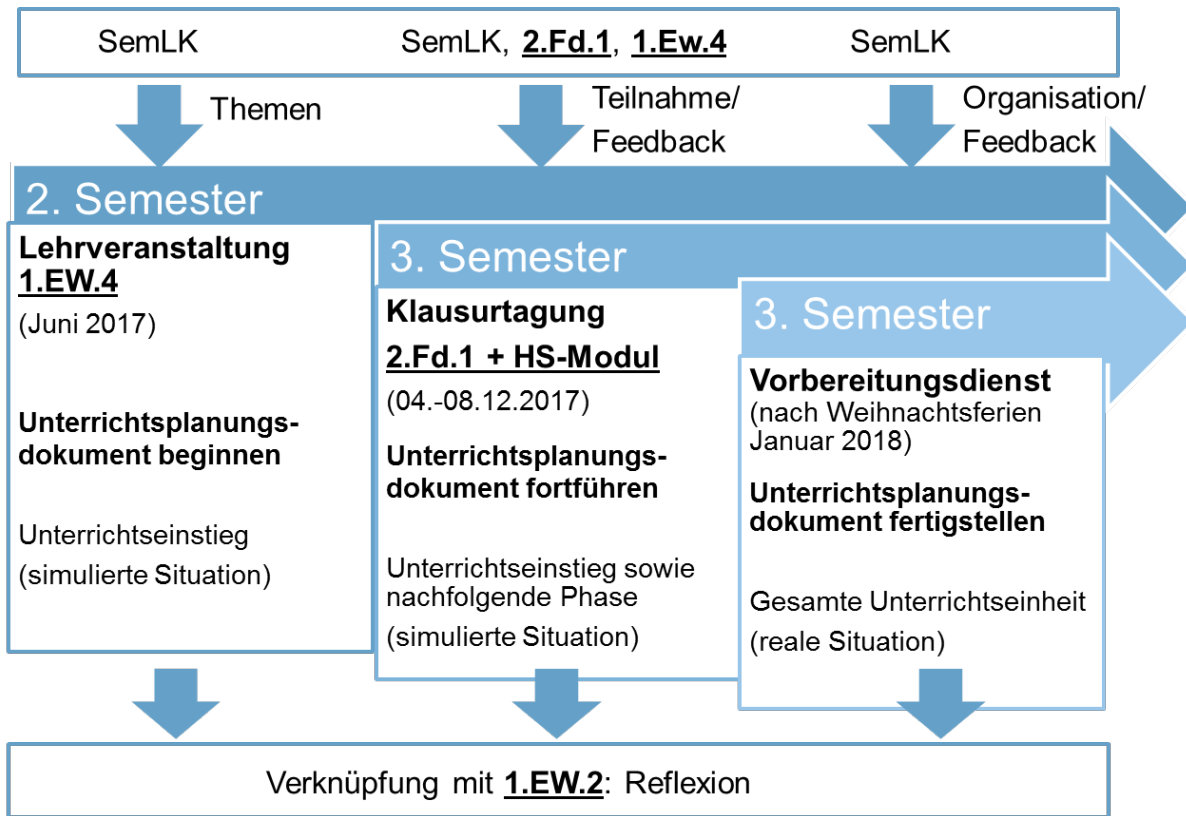 SemLK
SemLK, 2.Fd.1, 1.Ew.4
SemLK
Themen
Teilnahme/
Feedback
Organisation/
Feedback
2. Semester
Lehrveranstaltung
1.EW.4
(Juni 2017)
Unterrichtsplanungs-
dokument beginnen
Unterrichtseinstieg
(simulierte Situation)
3. Semester
Klausurtagung
2.Fd.1 + HS-Modul
(04.-08.12.2017)
Unterrichtsplanungs-
dokument fortführen
Unterrichtseinstieg sowie
nachfolgende Phase
(simulierte Situation)
3. Semester
Vorbereitungsdienst
(nach Weihnachtsferien
Januar 2018)
Unterrichtsplanungs-
dokument fertigstellen
Gesamte Unterrichtseinheit
(reale Situation)
Verknüpfung mit 1.EW.2: Reflexion